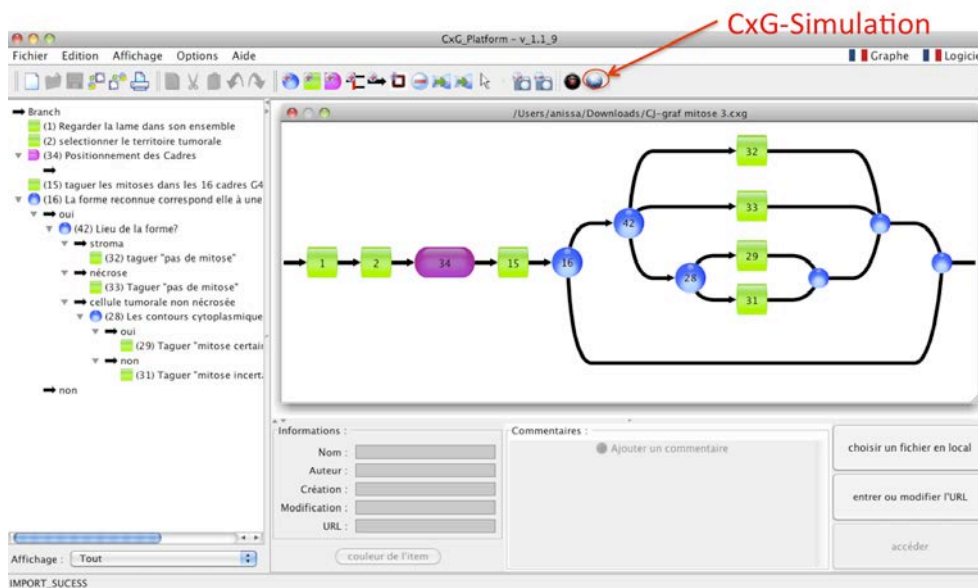 CxG-Simulation
CxG_Platform – v_1.1_9
Fichier Edition Affichage Options Aide
Graphe Logicie
Branch
(1) Regarder la lame dans son ensemble
(2) selectionner le territoire tumorale
(34) Positionnement des Cadres
(15) taguer les mitoses dans les 16 cadres G4
(16) La forme reconnue correspond elle à une
oui
(42) Lieu de la forme?
stroma
(32) taguer "pas de mitose"
nécrose
(33) Taguer "pas de mitose"
cellule tumorale non nécrosée
(28) Les contours cytoplasmique
oui
(29) Taguer "mitose certai
non
(31) Taguer "mitose incert
non
/Users/anissa/Downloads/CJ-graf mitose 3.cxg
32
33
42
29
1 2 34 15 16
28
31
Informations :
Nom :
Auteur :
Création :
Modification :
URL :
couleur de l'item
Commentaires :
Ajouter un commentaire
choisir un fichier en local
entrer ou modifier l'URL
accéder
Affichage : Tout
IMPORT_SUCESS